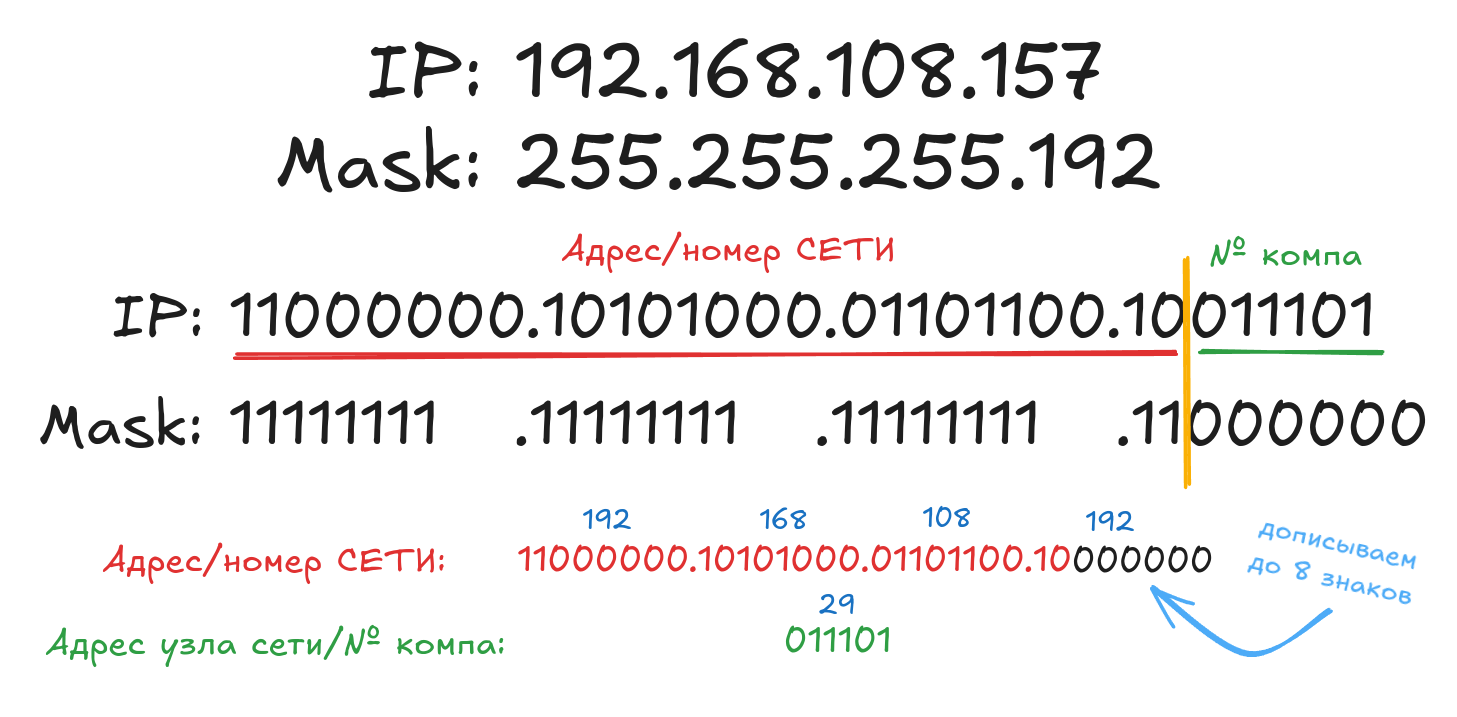 IP: 192.168.108.157
Mask: 255.255.255.192
Адрес/номер СЕТИ
№ компа
IP: 11000000.10101000.01101100.10011101
Mask: 11111111 .11111111 .11111111 .11000000
192 168 108 192
Адрес/номер СЕТИ: 11000000.10101000.01101100.10000000
дописываем
до 8 знаков
29
Адрес узла сети/№ компа: 011101